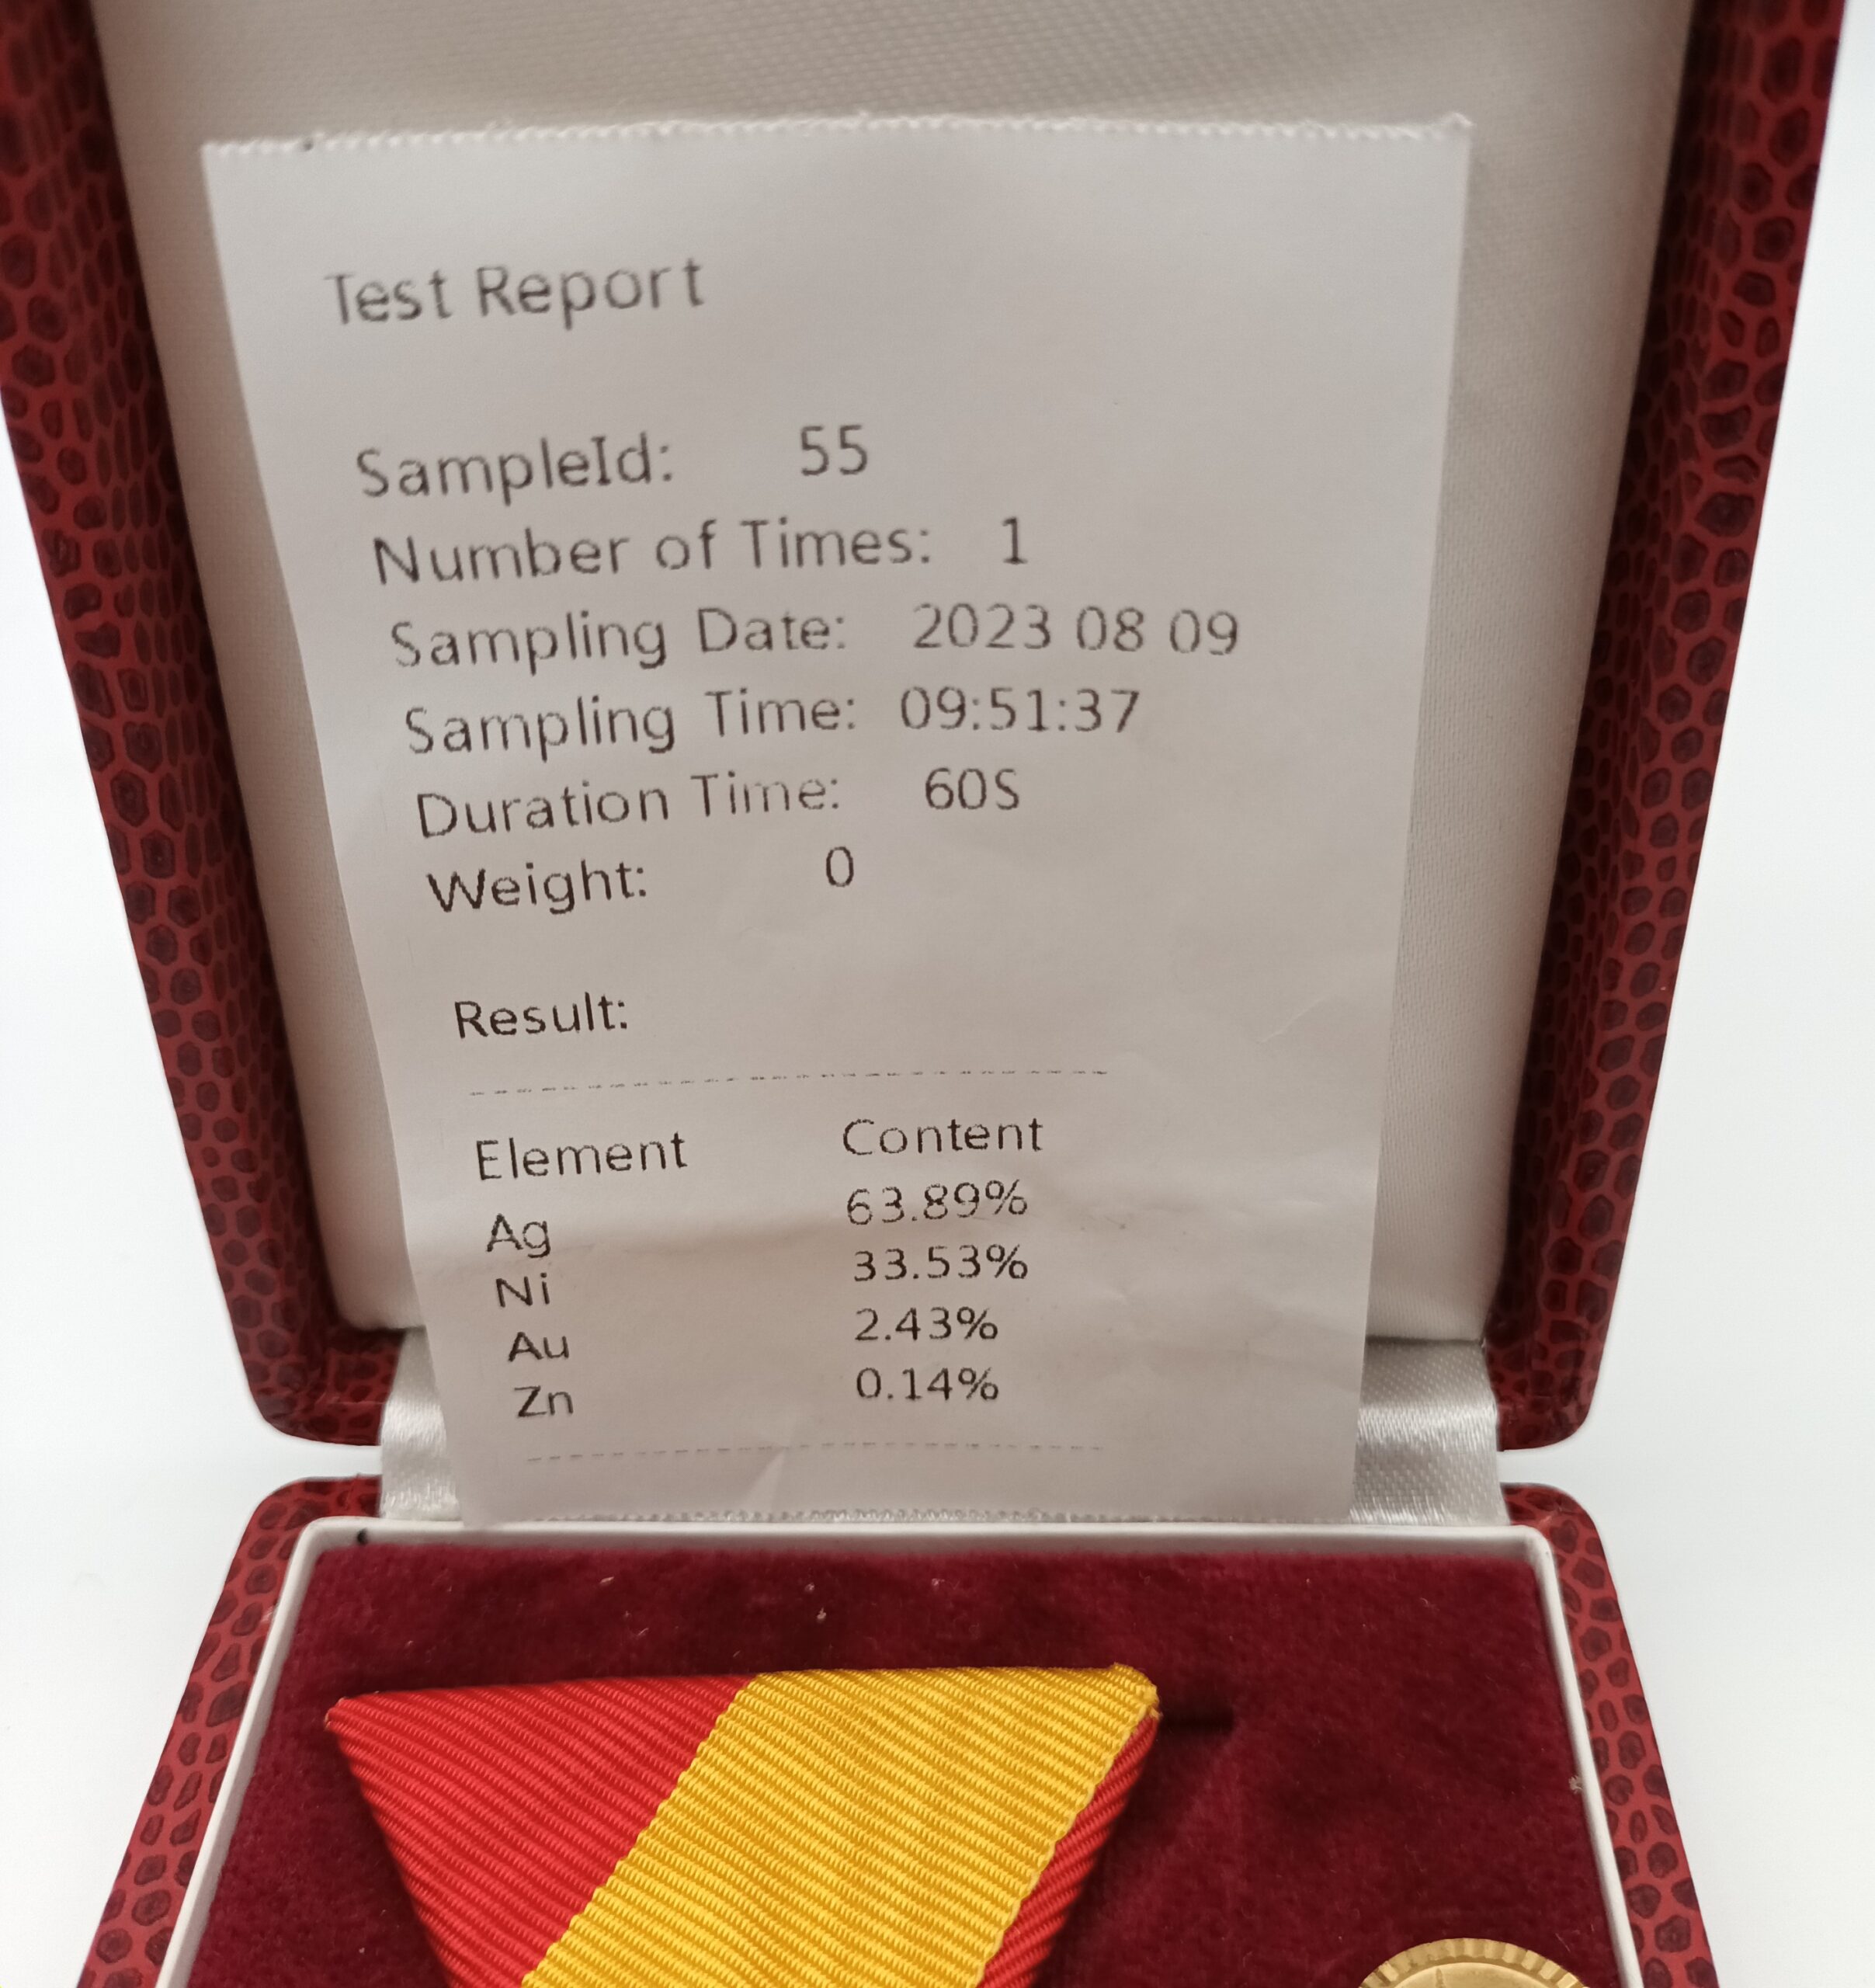 Test Report
SampleId: 55
Number of Times: 1
Sampling Date: 2023 08 09
Sampling Time: 09:51:37
Duration Time: 60S
Weight: 0
Result:
Element Content
Ag 63.89%
Ni 33.53%
Au 2.43%
Zn 0.14%